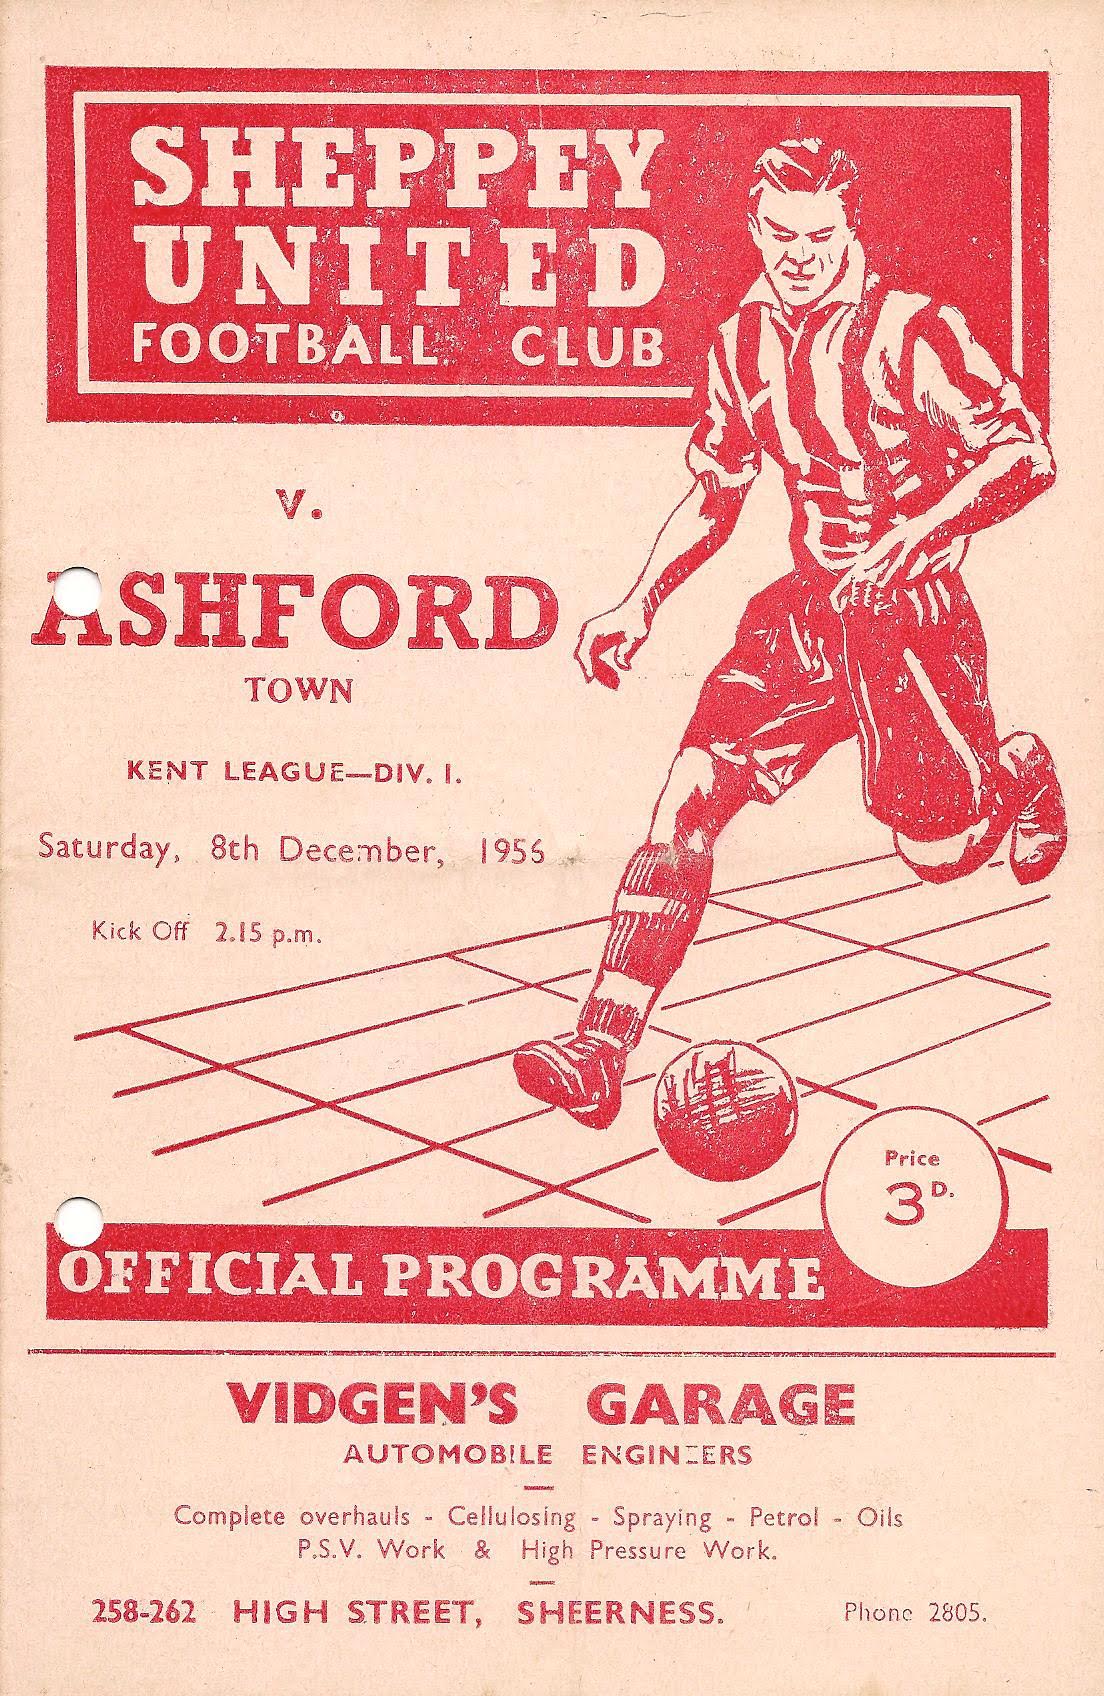 SHEPPEY
UNITED
FOOTBALL CLUB
v.
ASHFORD
TOWN
KENT LEAGUE—DIV. I.
Saturday, 8th December, 1956
Kick Off 2.15 p.m.
Price
3D.
OFFICIAL PROGRAMME
VIDGEN'S GARAGE
AUTOMOBILE ENGINEERS
Complete overhauls - Cellulosing - Spraying - Petrol - Oils
P.S.V. Work & High Pressure Work.
258-262 HIGH STREET, SHEERNESS. Phone 2805.